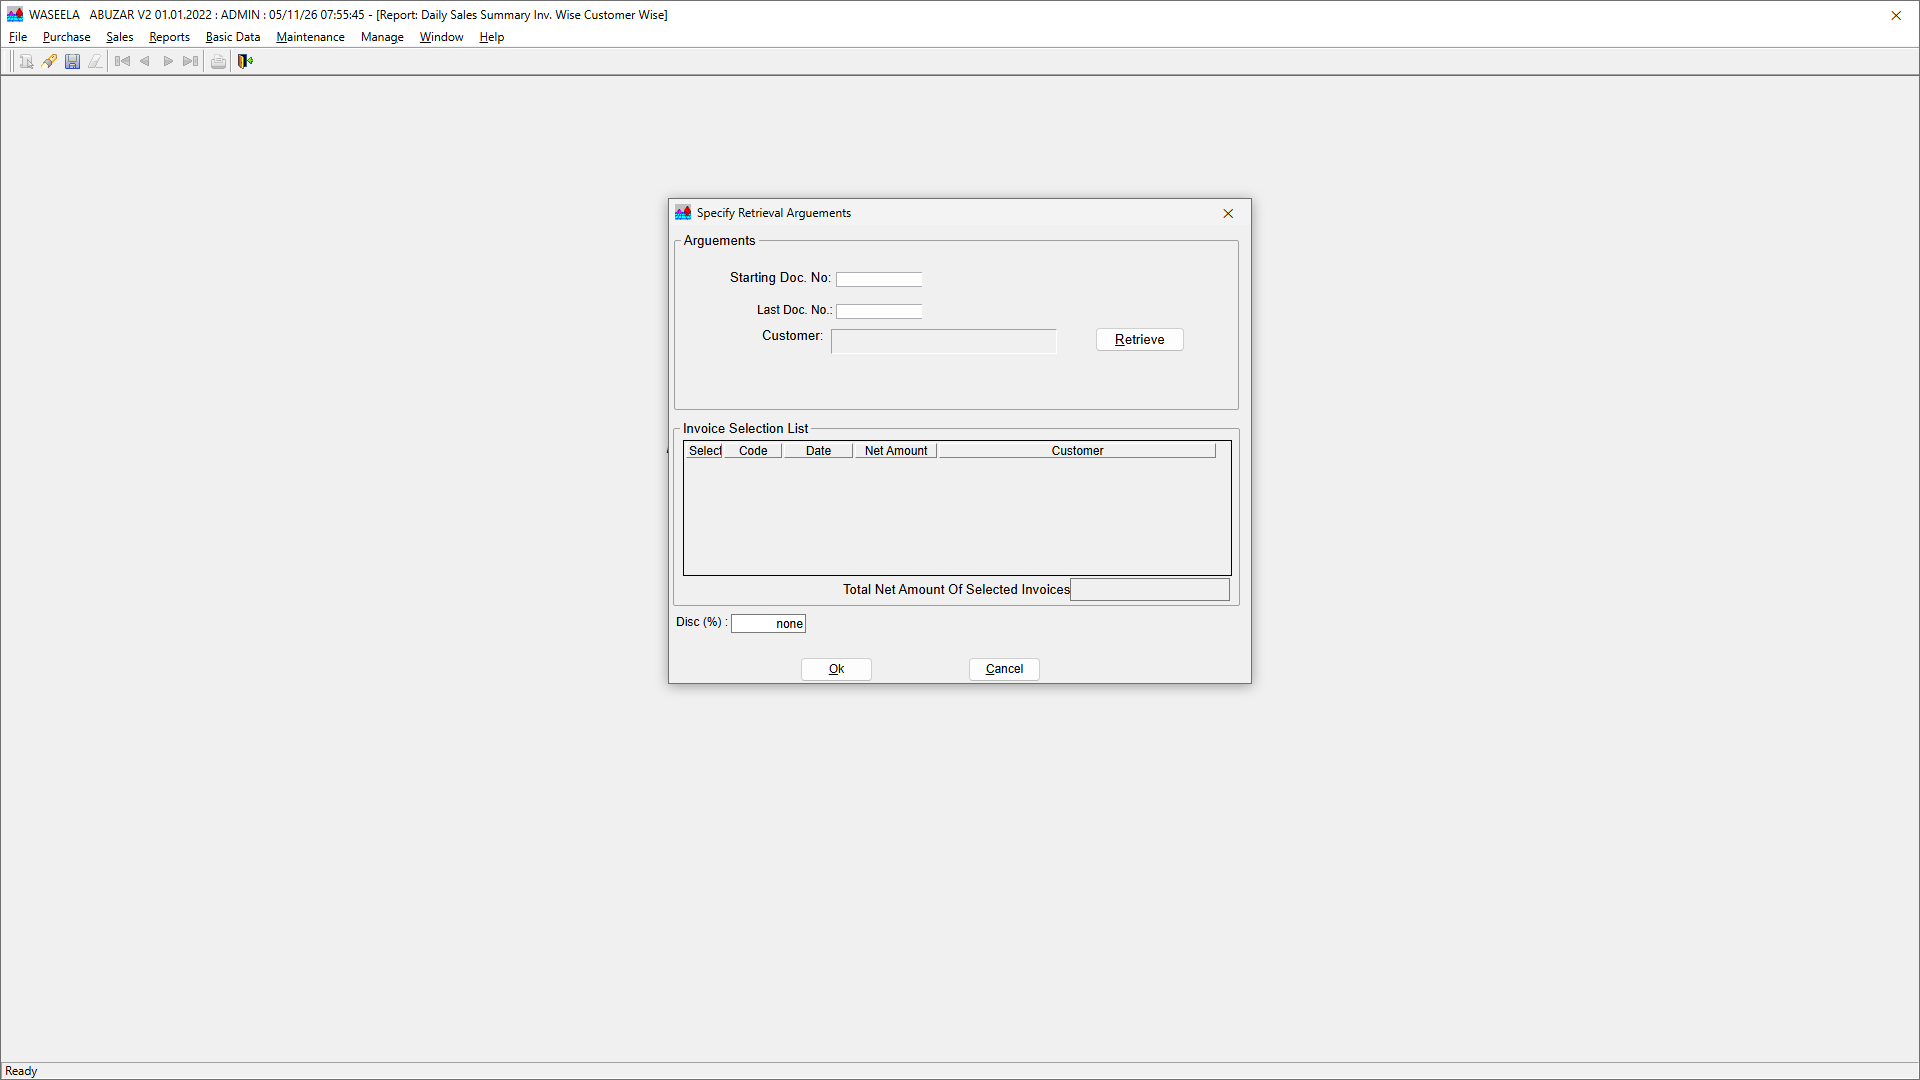 WASEELA   ABUZAR V2 01.01.2022 : ADMIN : 05/11/26 07:55:45 - [Report: Daily Sales Summary Inv. Wise Customer Wise]
File Purchase Sales Reports Basic Data Maintenance Manage Window Help
Specify Retrieval Arguements
Arguements
Starting Doc. No:
Last Doc. No.:
Customer:
Retrieve
Invoice Selection List
Select Code Date Net Amount Customer
Total Net Amount Of Selected Invoices
Disc (%) : none
Ok Cancel
Ready